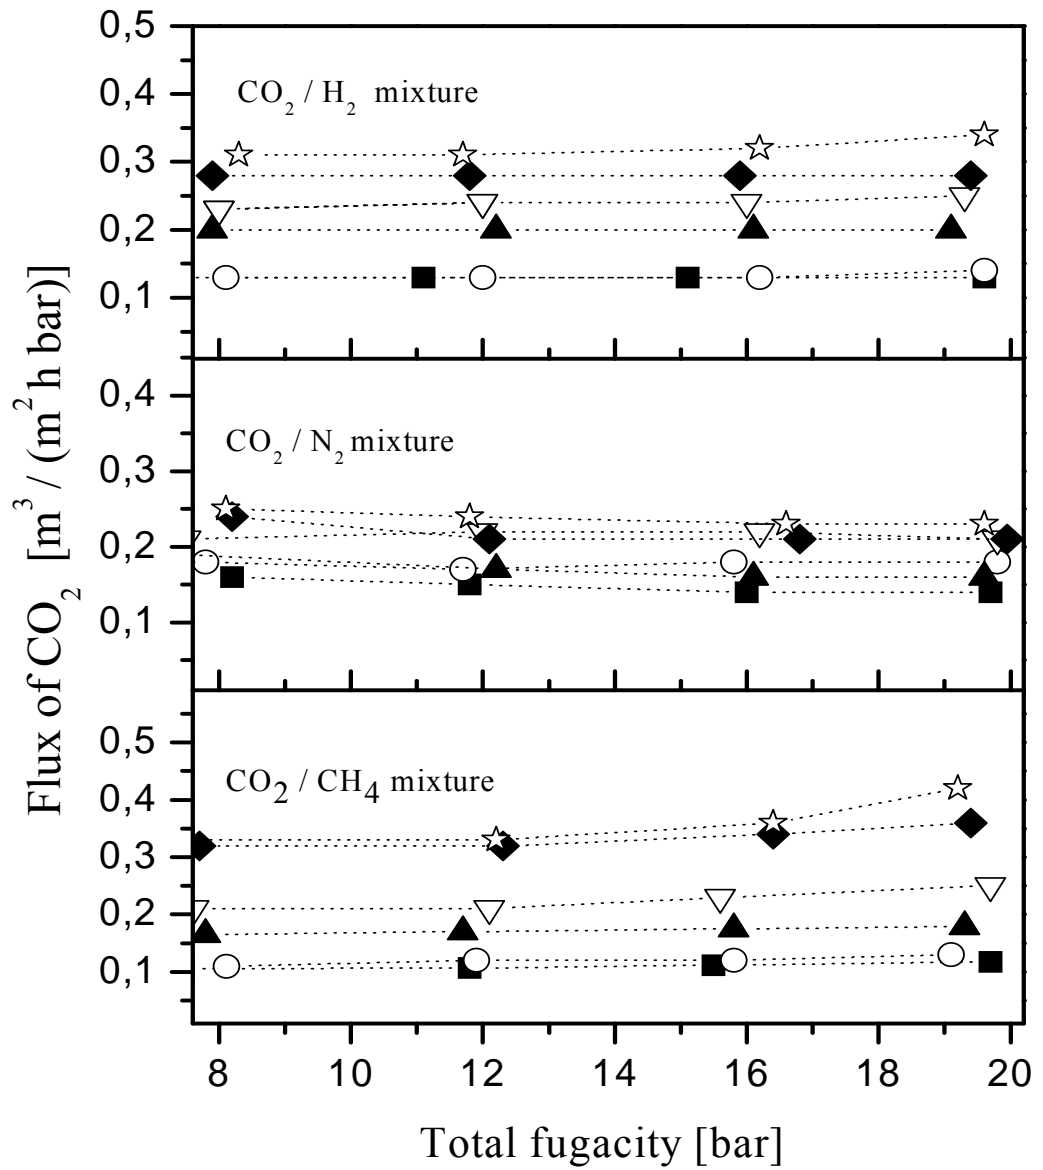 Flux of CO₂ [m³ / (m² h bar)]
0,5
CO₂ / H₂ mixture
0,4
0,3
0,2
0,1
0,4
CO₂ / N₂ mixture
0,3
0,2
0,1
0,5
CO₂ / CH₄ mixture
0,4
0,3
0,2
0,1
8 10 12 14 16 18 20
Total fugacity [bar]